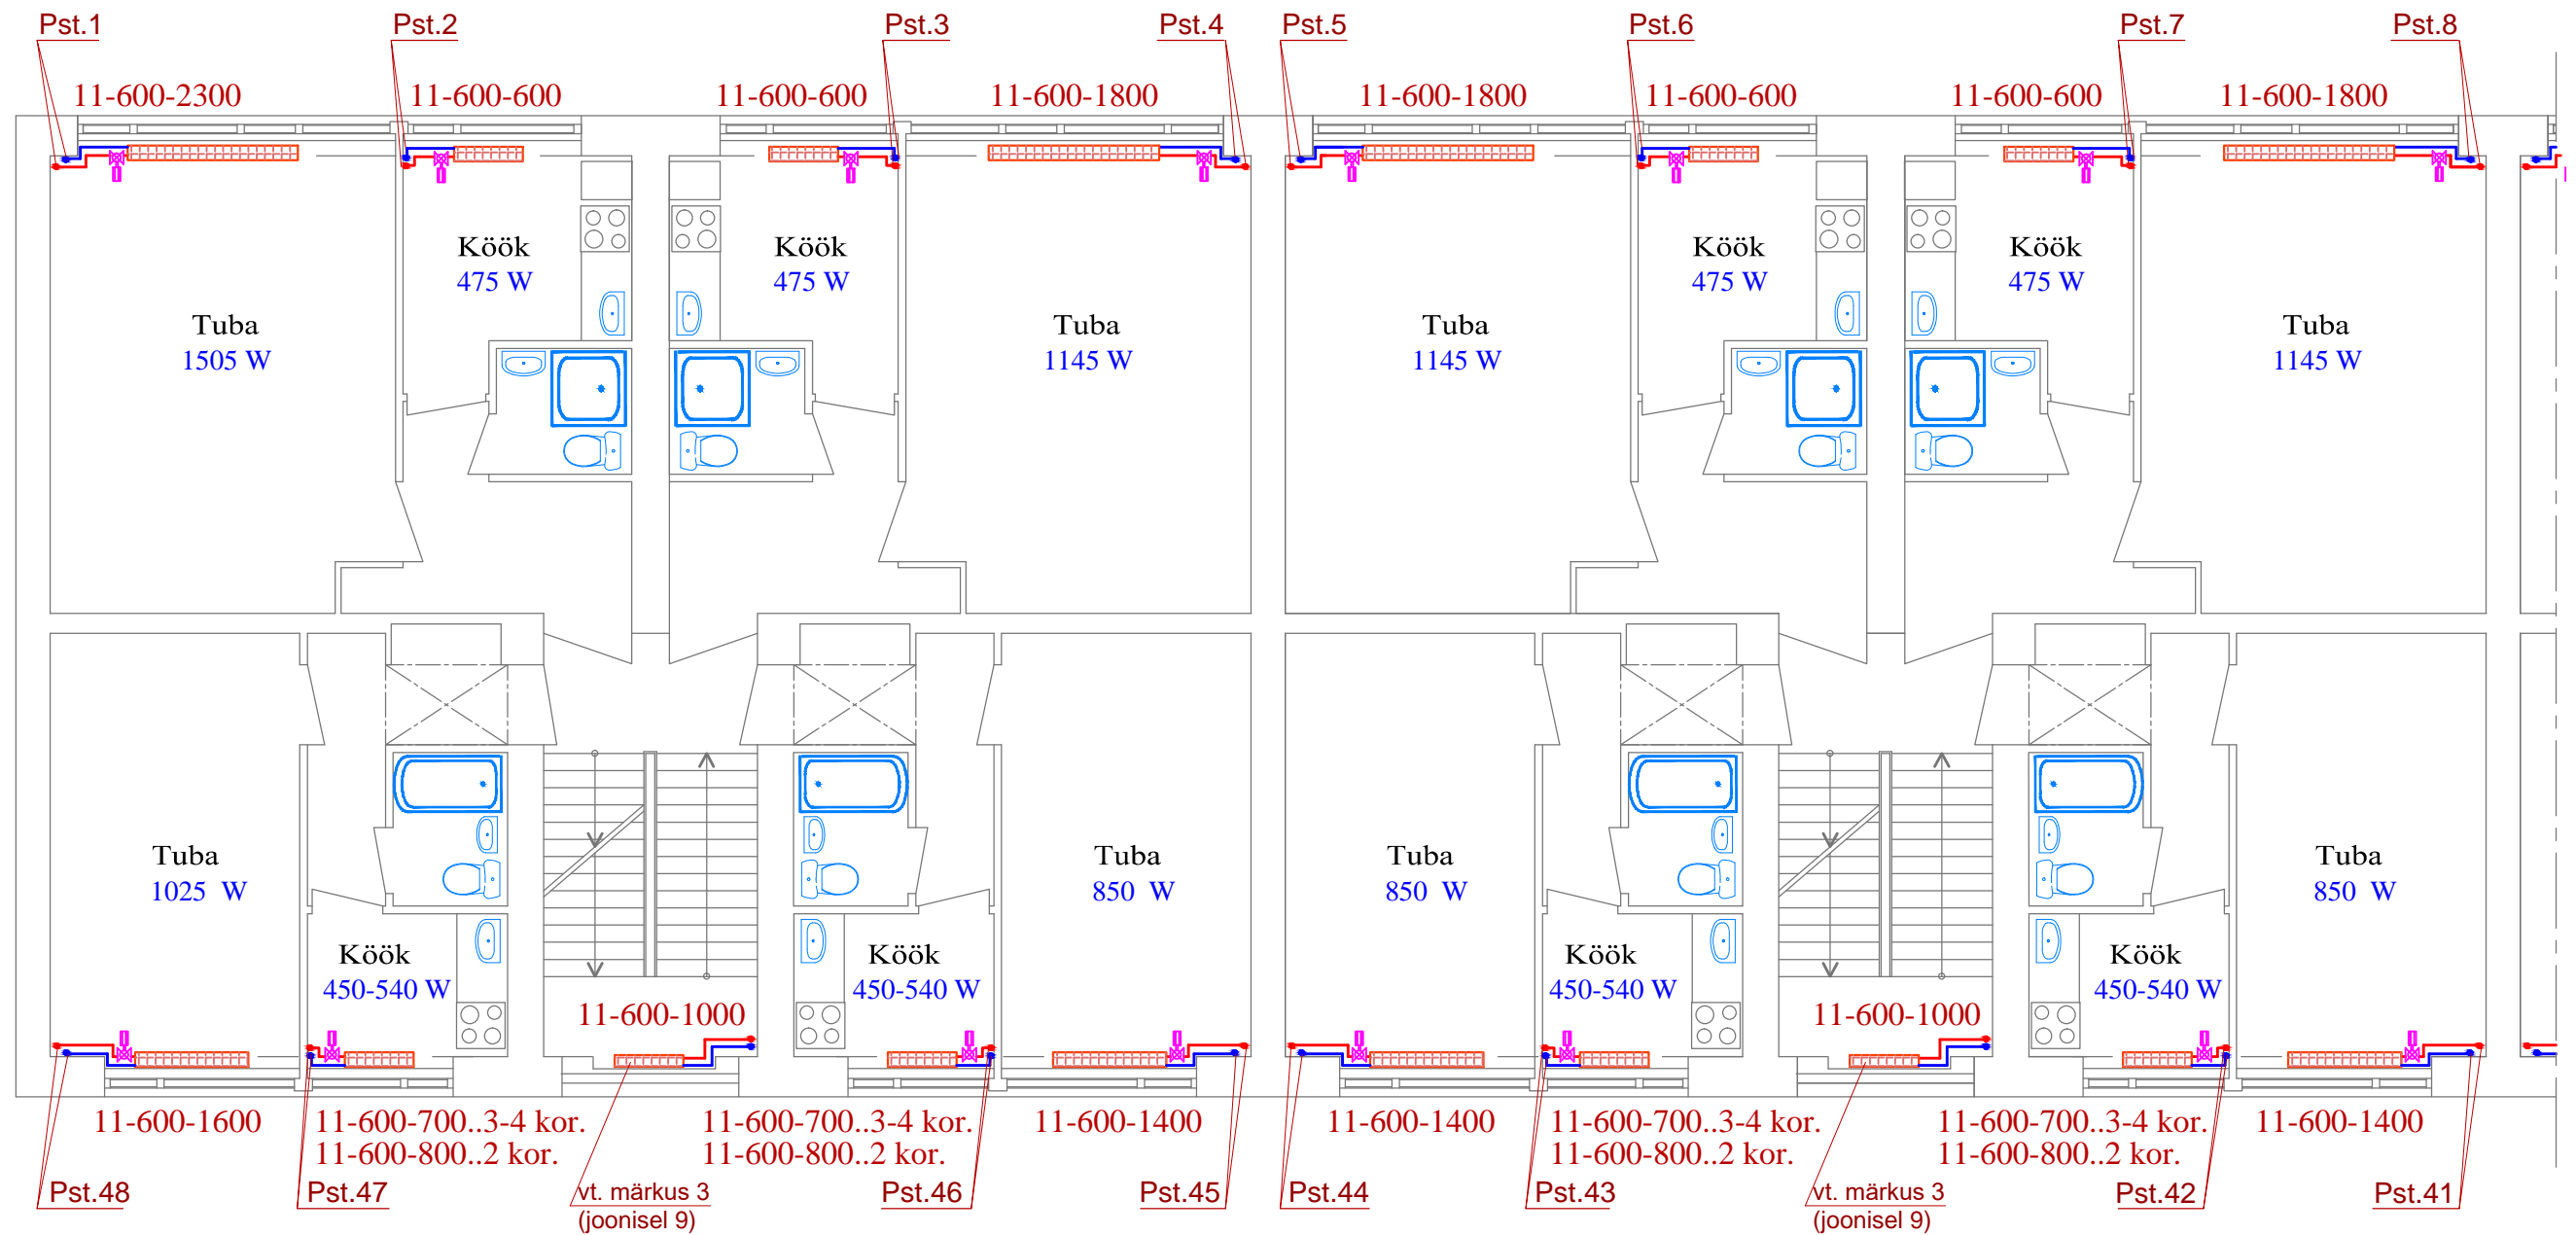 Pst.1 Pst.2 Pst.3 Pst.4 Pst.5 Pst.6 Pst.7 Pst.8
11-600-2300 11-600-600 11-600-600 11-600-1800 11-600-1800 11-600-600 11-600-600 11-600-1800
Köök Köök Köök Köök
475 W 475 W 475 W 475 W
Tuba Tuba Tuba Tuba
1505 W 1145 W 1145 W 1145 W
Tuba Tuba Tuba Tuba
1025 W 850 W 850 W 850 W
Köök Köök Köök Köök
450-540 W 450-540 W 450-540 W 450-540 W
11-600-1000 11-600-1000
11-600-1600 11-600-700..3-4 kor. 11-600-700..3-4 kor. 11-600-1400 11-600-1400 11-600-700..3-4 kor. 11-600-700..3-4 kor. 11-600-1400
11-600-800..2 kor. 11-600-800..2 kor. 11-600-800..2 kor. 11-600-800..2 kor.
Pst.48 Pst.47 vt. märkus 3 Pst.46 Pst.45 Pst.44 Pst.43 vt. märkus 3 Pst.42 Pst.41
(joonisel 9) (joonisel 9)